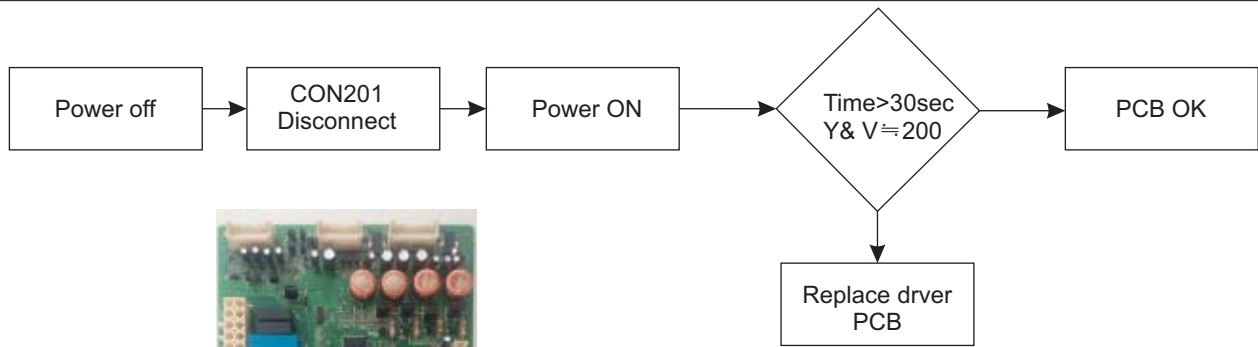 Power off
CON201
Disconnect
Power ON
Time>30sec
Y& V≒200
PCB OK
Replace drver
PCB